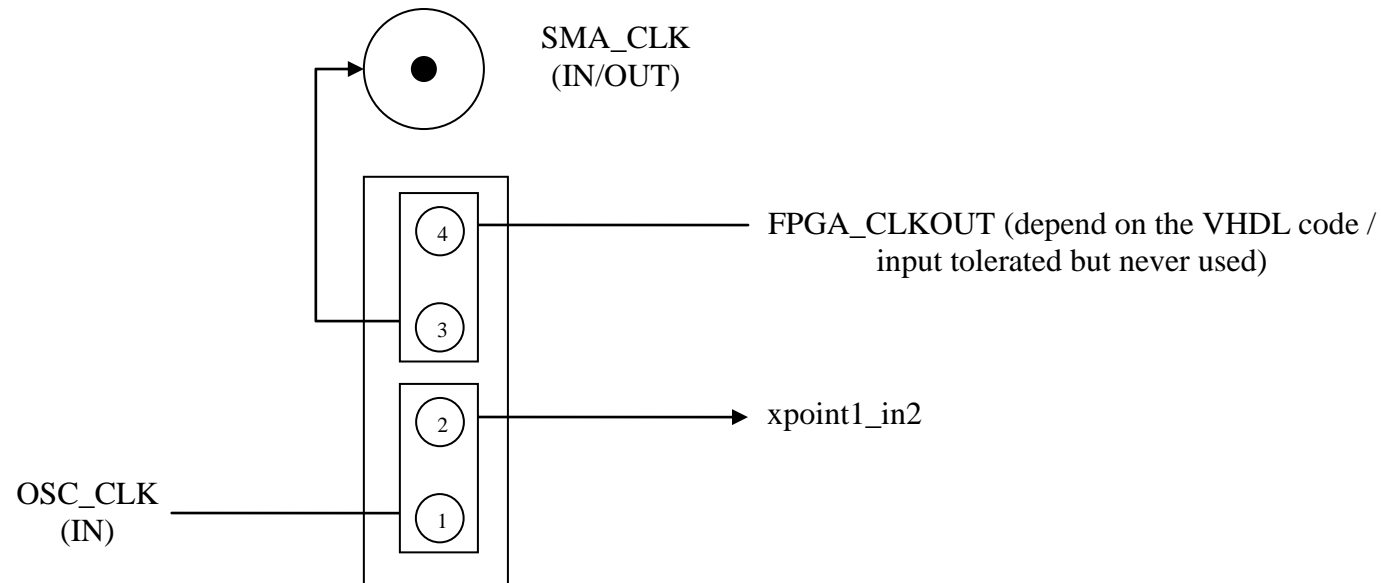 SMA_CLK
(IN/OUT)
4
FPGA_CLKOUT (depend on the VHDL code /
input tolerated but never used)
3
2
xpoint1_in2
OSC_CLK
(IN)
1